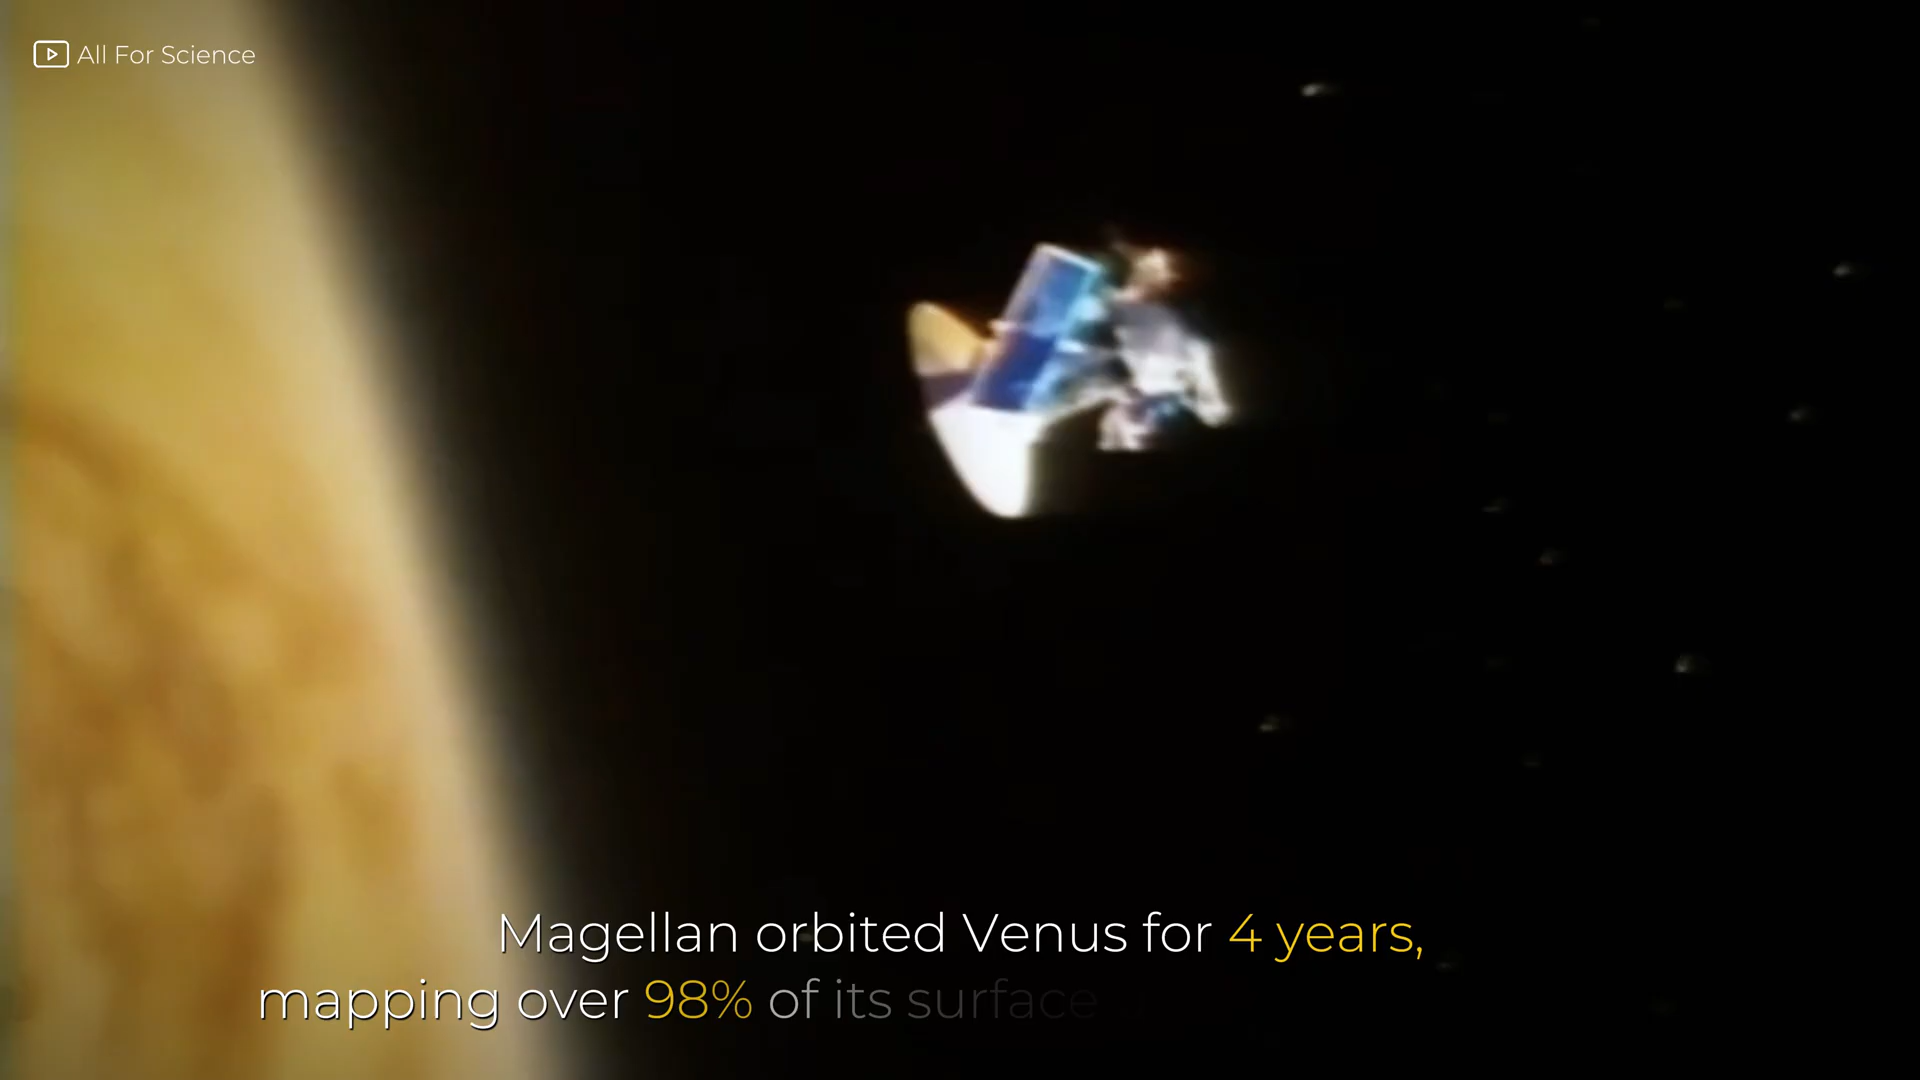 All For Science
Magellan orbited Venus for 4 years,
mapping over 98% of its surface